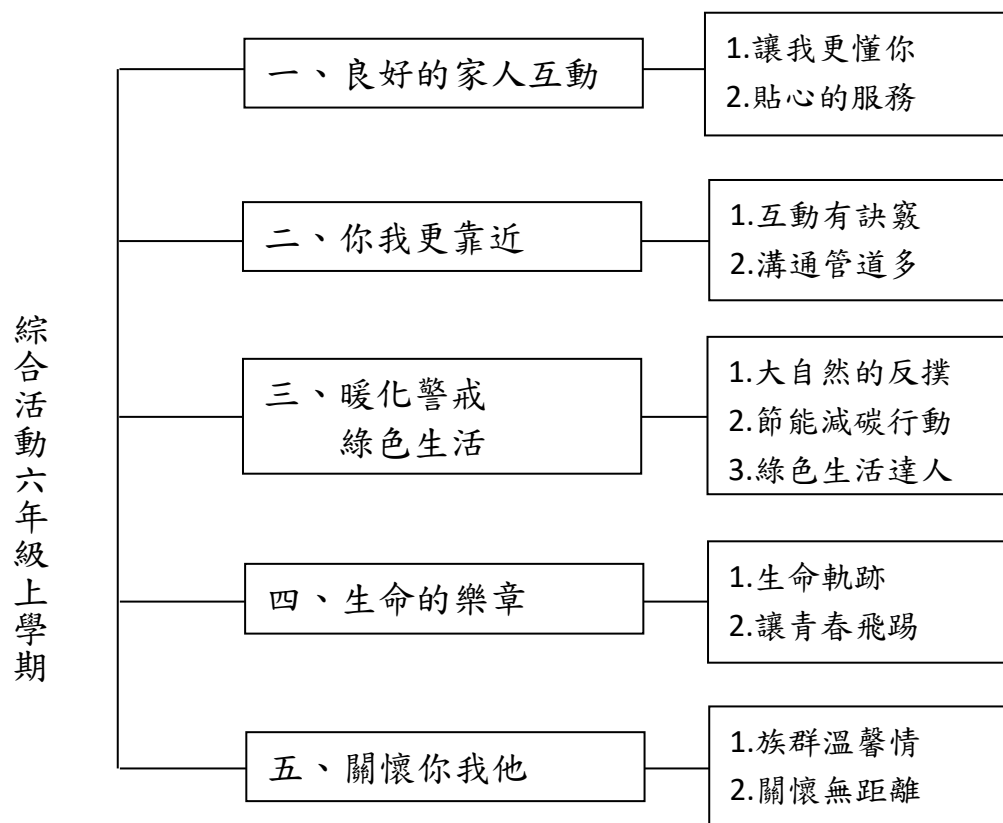 綜合活動六年級上學期
一、良好的家人互動
1.讓我更懂你
2.貼心的服務
二、你我更靠近
1.互動有訣竅
2.溝通管道多
三、暖化警戒
綠色生活
1.大自然的反撲
2.節能減碳行動
3.綠色生活達人
四、生命的樂章
1.生命軌跡
2.讓青春飛踢
五、關懷你我他
1.族群溫馨情
2.關懷無距離